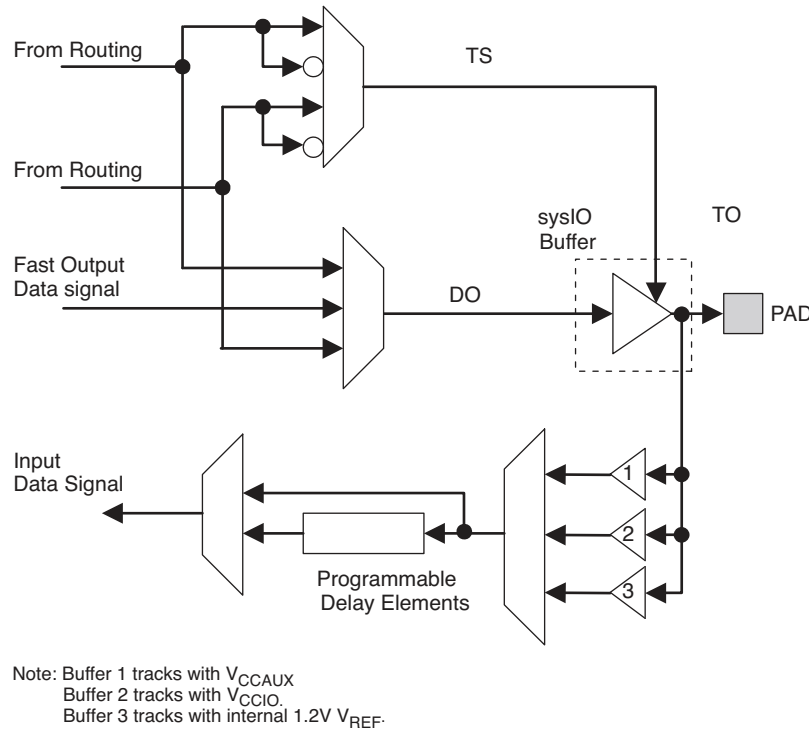 From Routing
TS
From Routing
sysIO
Buffer
TO
Fast Output
Data signal
DO
PAD
Input
Data Signal
1
2
3
Programmable
Delay Elements
Note: Buffer 1 tracks with VCCAUX
Buffer 2 tracks with VCCIO.
Buffer 3 tracks with internal 1.2V VREF.